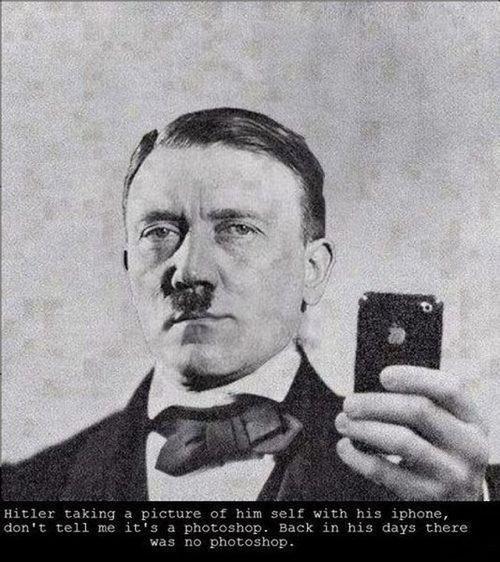 Hitler taking a picture of him self with his iphone,
don't tell me it's a photoshop. Back in his days there
was no photoshop.